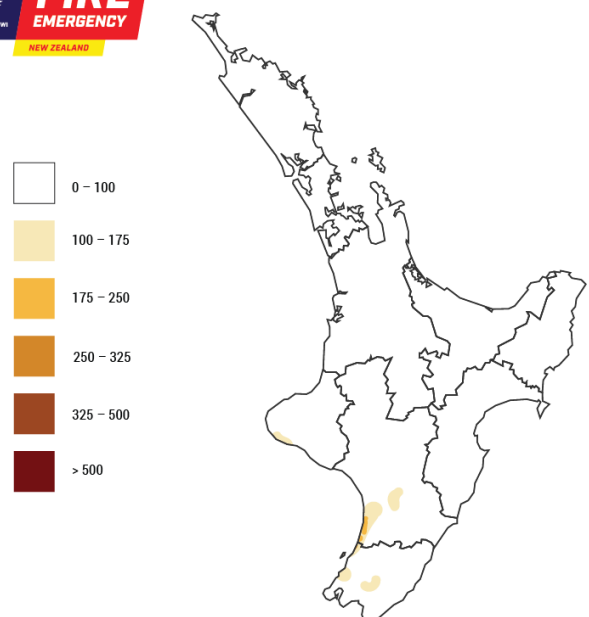 FIRE
EMERGENCY
NEW ZEALAND
0 – 100
100 – 175
175 – 250
250 – 325
325 – 500
> 500